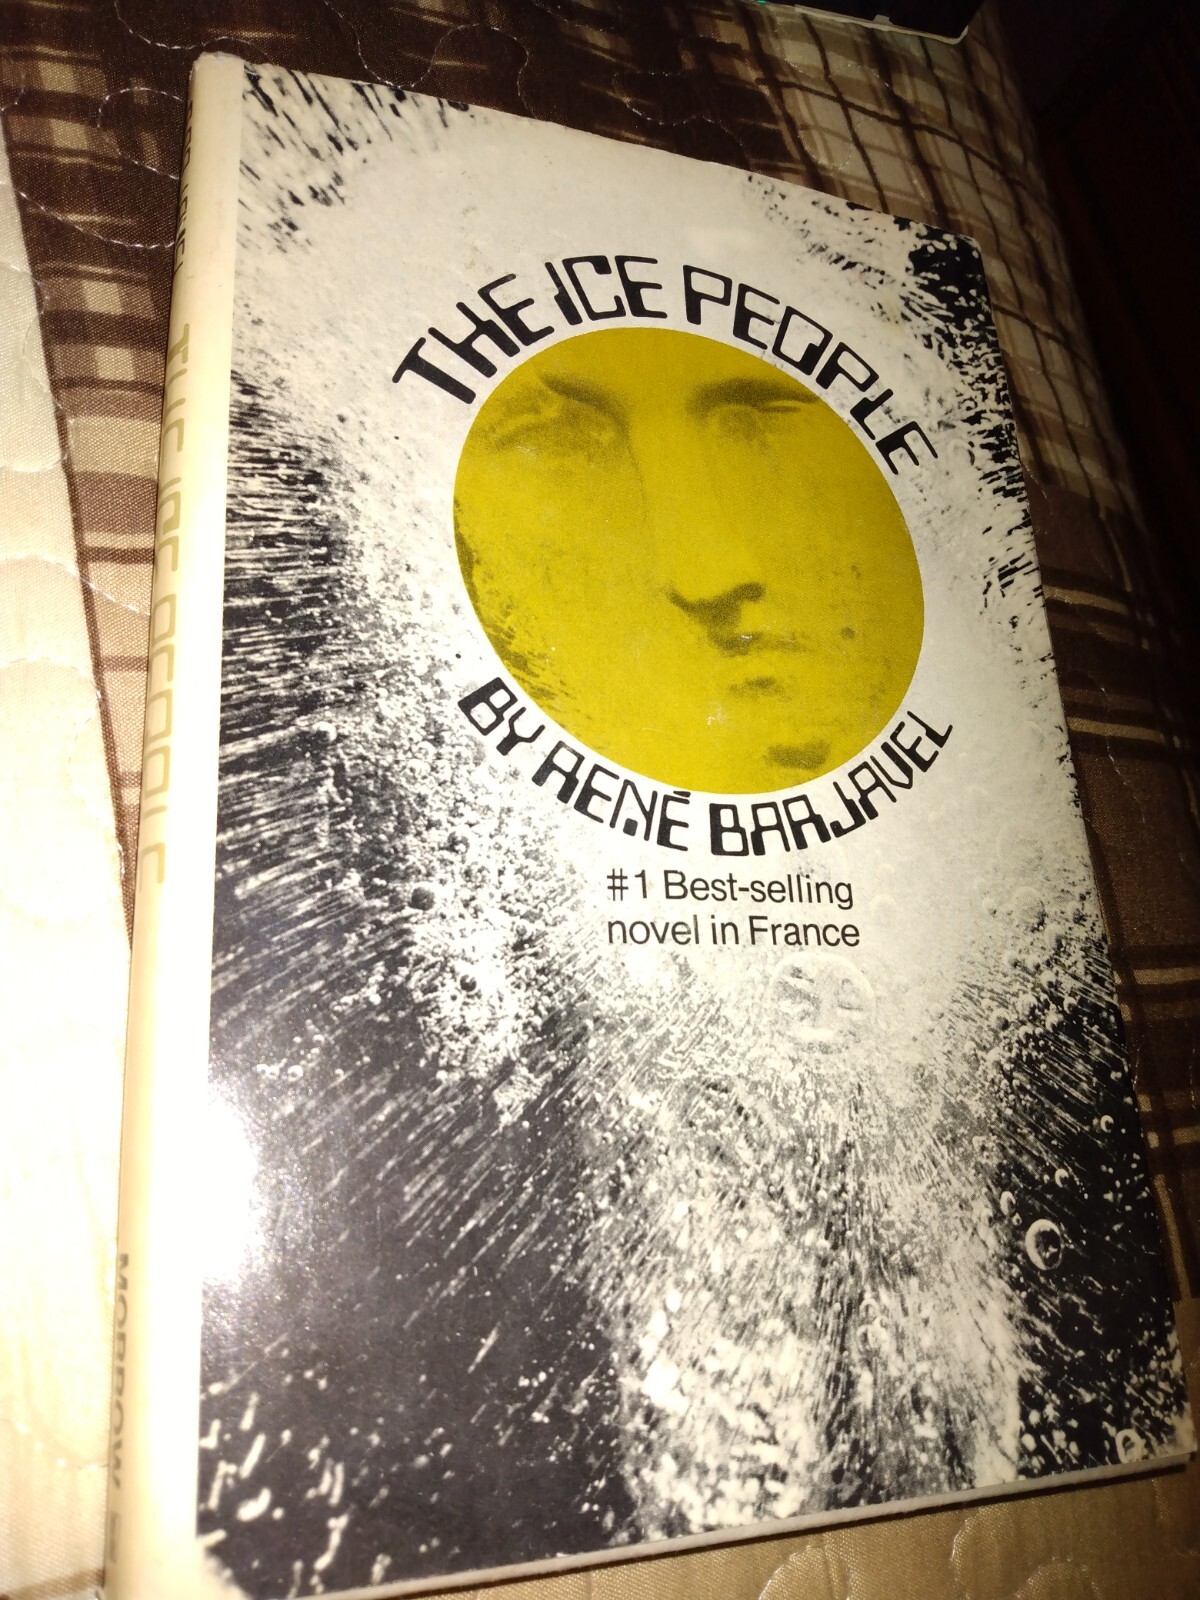 THE ICE PEOPLE
BY RENÉ BARJAVEL
#1 Best-selling
novel in France
THE ICE PEOPLE
MORROW